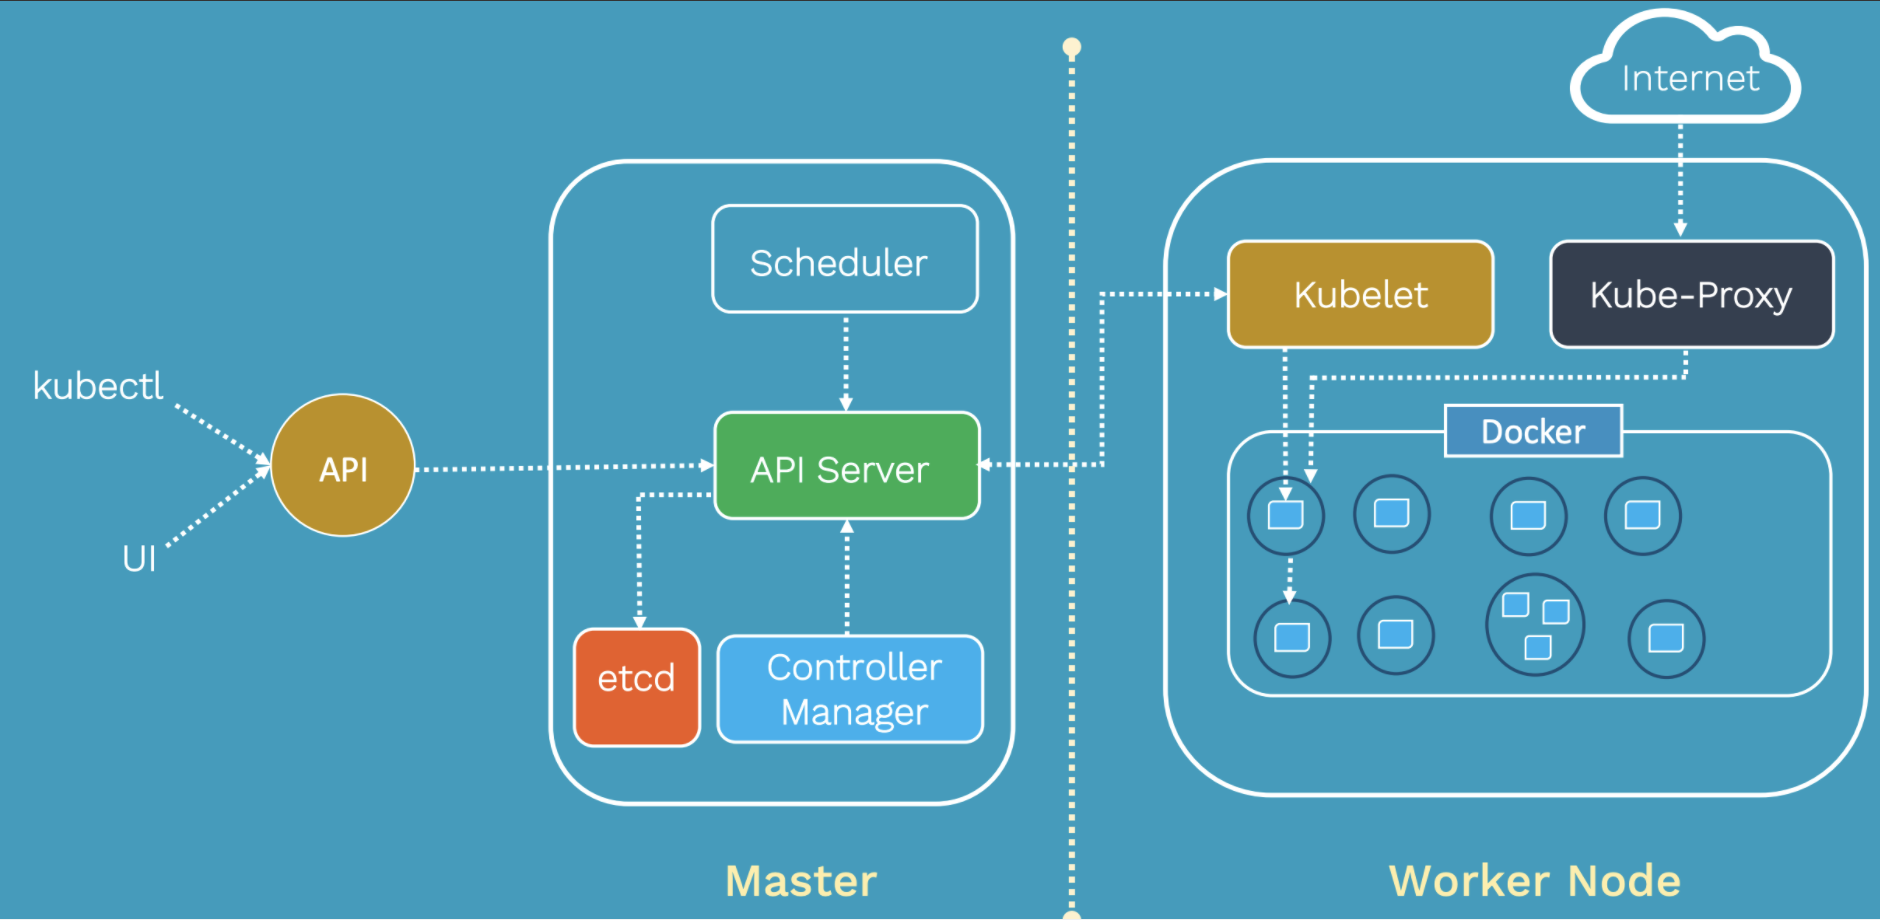 Internet
Scheduler
Kubelet
Kube-Proxy
kubectl
Docker
API
API Server
UI
etcd
Controller
Manager
Master
Worker Node